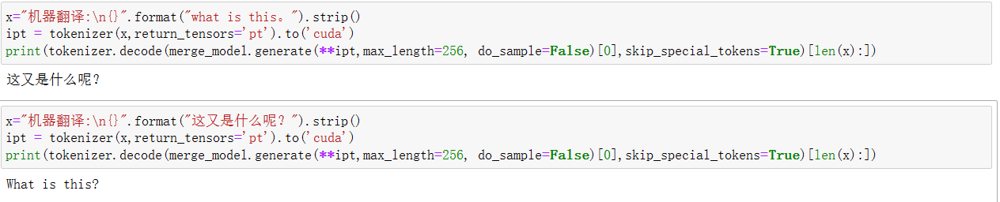 x="机器翻译:\n{}".format("what is this。").strip()
ipt = tokenizer(x,return_tensors='pt').to('cuda')
print(tokenizer.decode(merge_model.generate(**ipt,max_length=256, do_sample=False)[0],skip_special_tokens=True)[len(x):])
这又是什么呢?
x="机器翻译:\n{}".format("这又是什么呢? ").strip()
ipt = tokenizer(x,return_tensors='pt').to('cuda')
print(tokenizer.decode(merge_model.generate(**ipt,max_length=256, do_sample=False)[0],skip_special_tokens=True)[len(x):])
What is this?